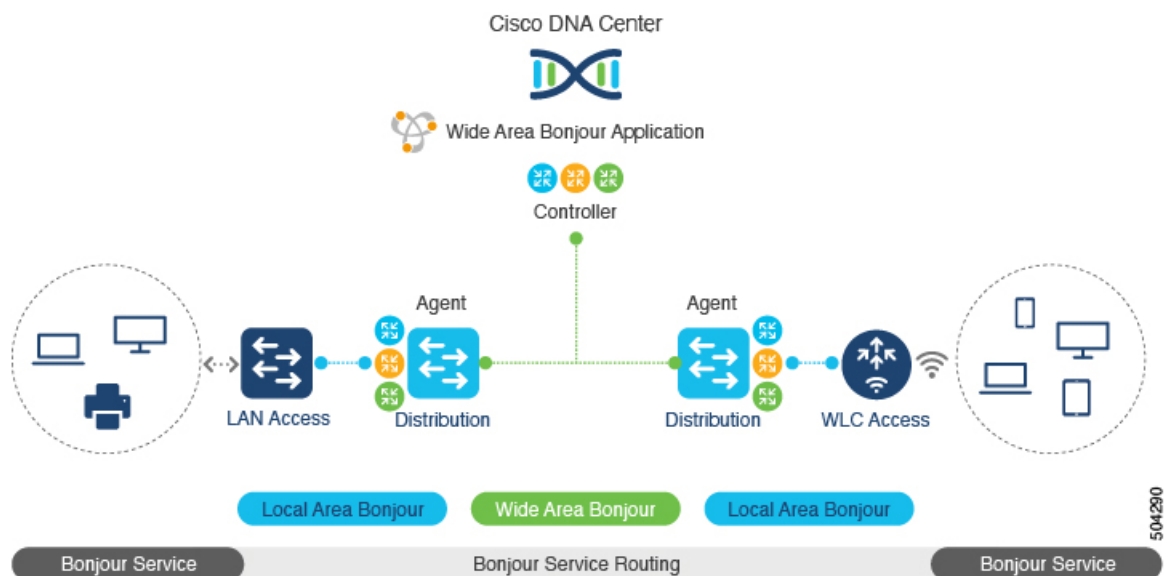 Cisco DNA Center
Wide Area Bonjour Application
Controller
Agent
Agent
LAN Access
Distribution
Distribution
WLC Access
Local Area Bonjour
Wide Area Bonjour
Local Area Bonjour
504290
Bonjour Service
Bonjour Service Routing
Bonjour Service